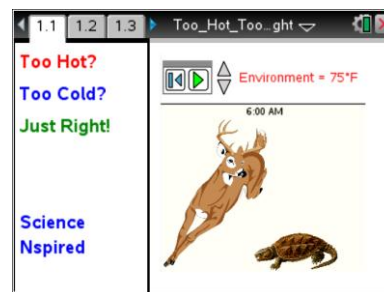 1.1 1.2 1.3 Too_Hot_Too...ght
Too Hot?
Too Cold?
Just Right!
Science
Nspired
Environment = 75°F
6:00 AM